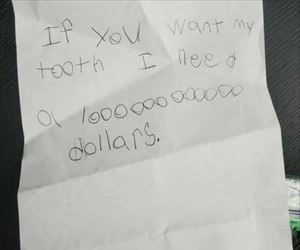 If you want my
tooth I need
a 1000000000000
dollars.